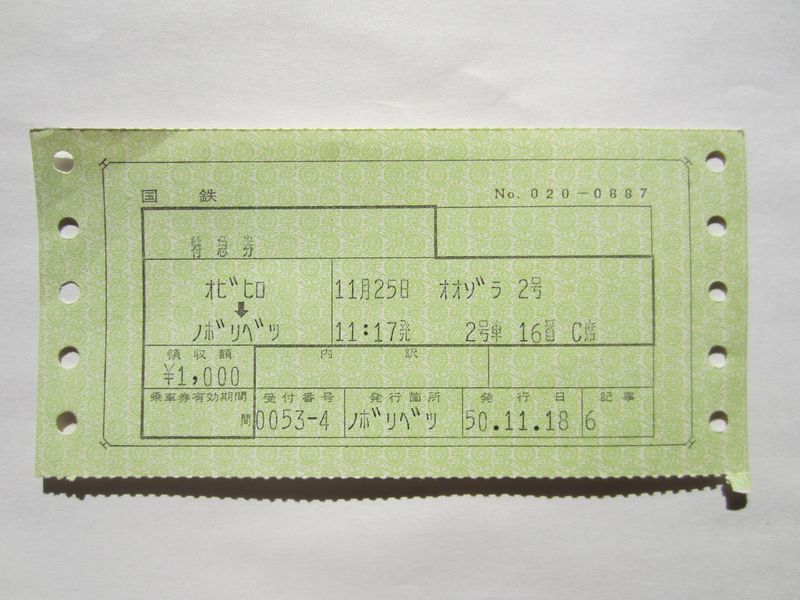 国鉄 No. 020-0887
特急券
オビヒロ 11月25日 オオゾラ 2号
⬇
ノボリベツ 11:17発 2号車 16番 C席
領収額 内訳
¥1,000
乗車券有効期間 受付番号 発行箇所 発行日 記事
間 0053-4 ノボリベツ 50.11.18 6